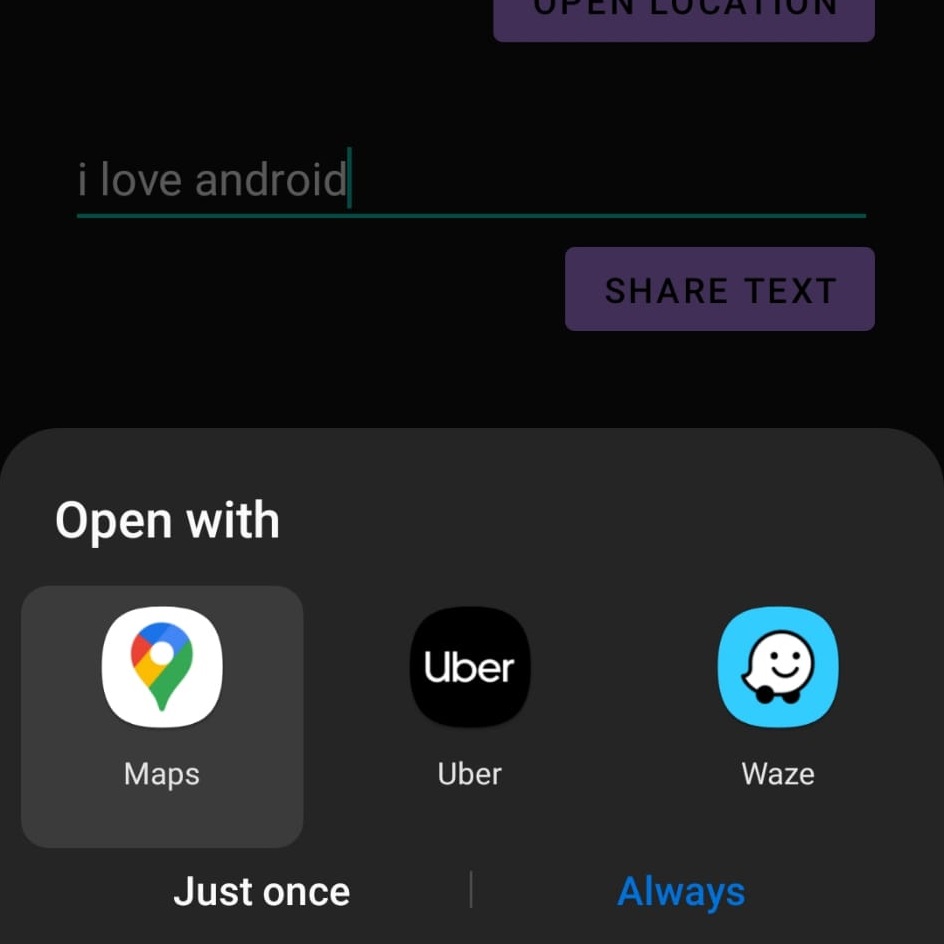 OPEN LOCATION
i love android
SHARE TEXT
Open with
Uber
Maps Uber Waze
Just once Always